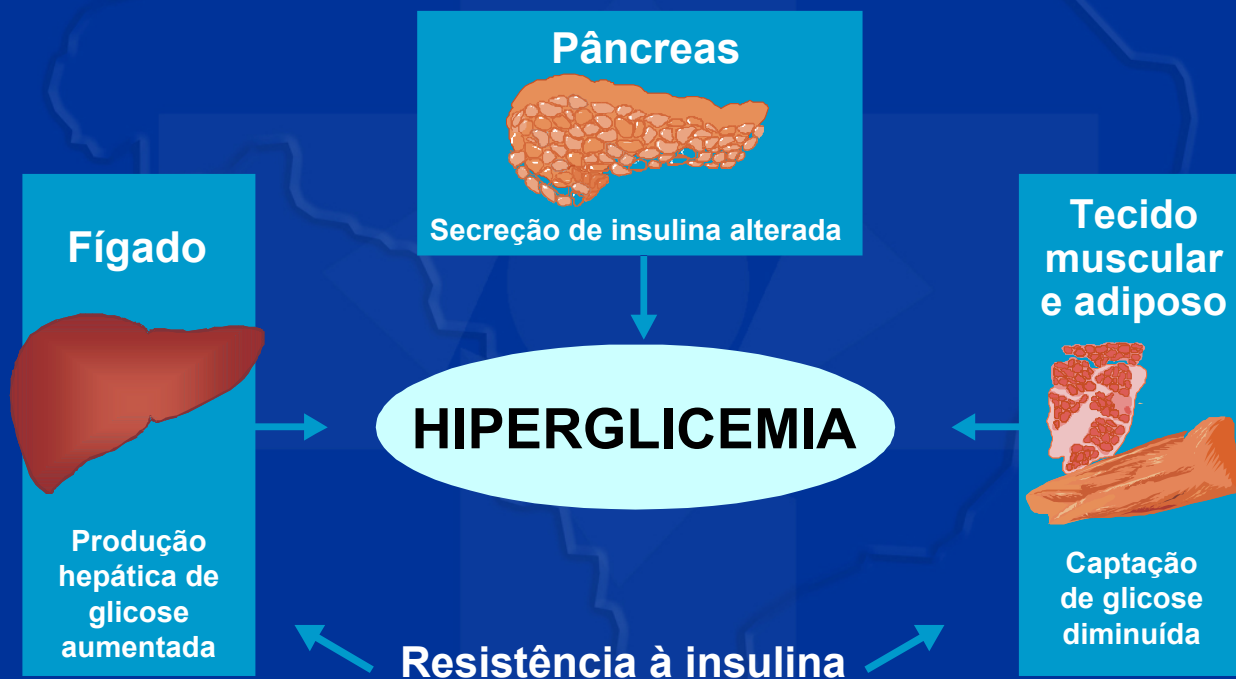 Pâncreas
Secreção de insulina alterada
Fígado
Produção
hepática de
glicose
aumentada
HIPERGLICEMIA
Tecido
muscular
e adiposo
Captação
de glicose
diminuída
Resistência à insulina